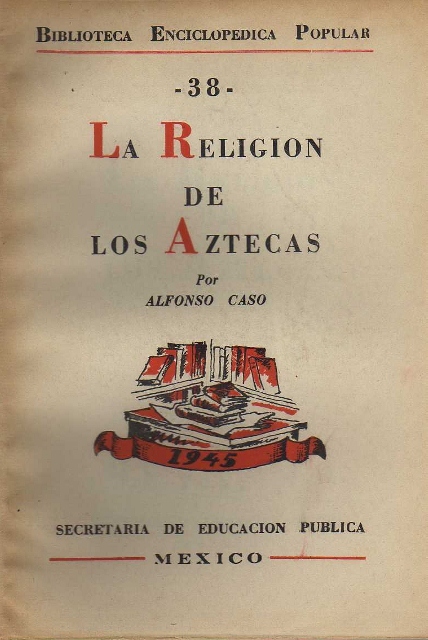 BIBLIOTECA ENCICLOPEDICA POPULAR
-38-
LA RELIGION
DE
LOS AZTECAS
Por
ALFONSO CASO
1945
SECRETARIA DE EDUCACION PUBLICA
MEXICO